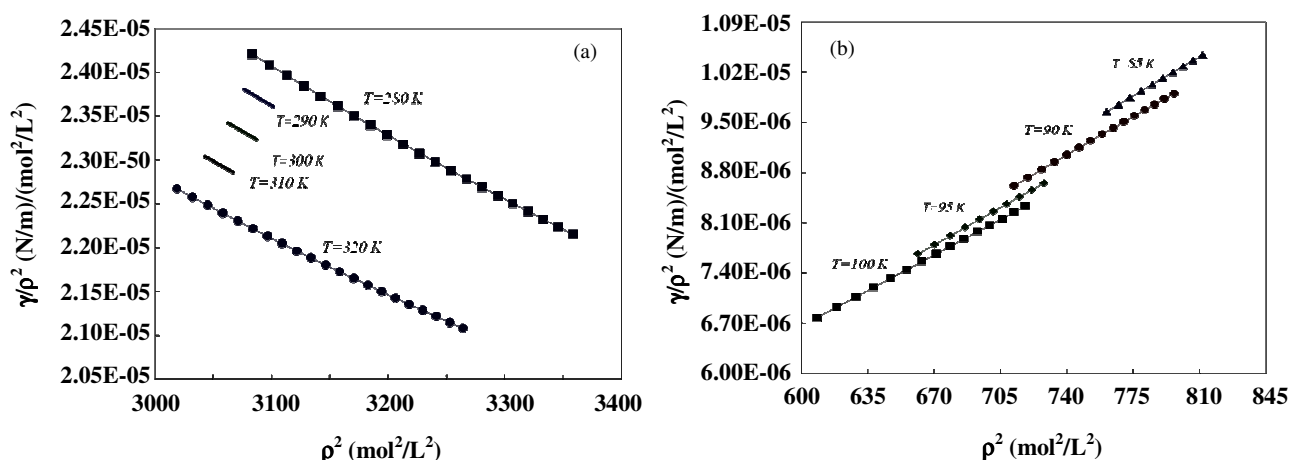 (a)
γ/ρ² (N/m)/(mol²/L²)
2.45E-05
2.40E-05
2.35E-05
2.30E-50
2.25E-05
2.20E-05
2.15E-05
2.10E-05
2.05E-05
T=280 K
T=290 K
T=300 K
T=310 K
T=320 K
3000 3100 3200 3300 3400
ρ² (mol²/L²)
(b)
γ/ρ² (N/m)/(mol²/L²)
1.09E-05
1.02E-05
9.50E-06
8.80E-06
8.10E-06
7.40E-06
6.70E-06
6.00E-06
T=90 K
T=95 K
T=100 K
600 635 670 705 740 775 810 845
ρ² (mol²/L²)